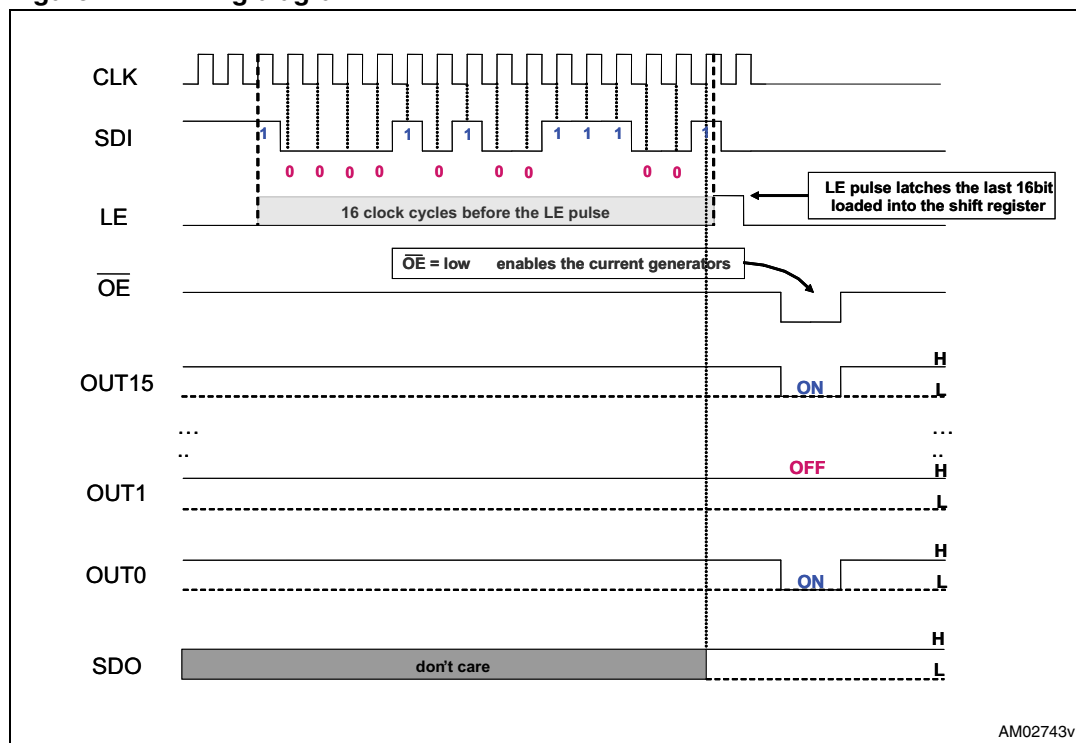 CLK
SDI
1 1 1 1 1 1 1
0 0 0 0 0 0 0 0 0
LE pulse latches the last 16bit
loaded into the shift register
LE
16 clock cycles before the LE pulse
OE = low enables the current generators
OE
H
OUT15
ON
L
... ...
.. ..
OFF
H
OUT1
L
H
OUT0
ON
L
H
SDO
don't care
L
AM02743v